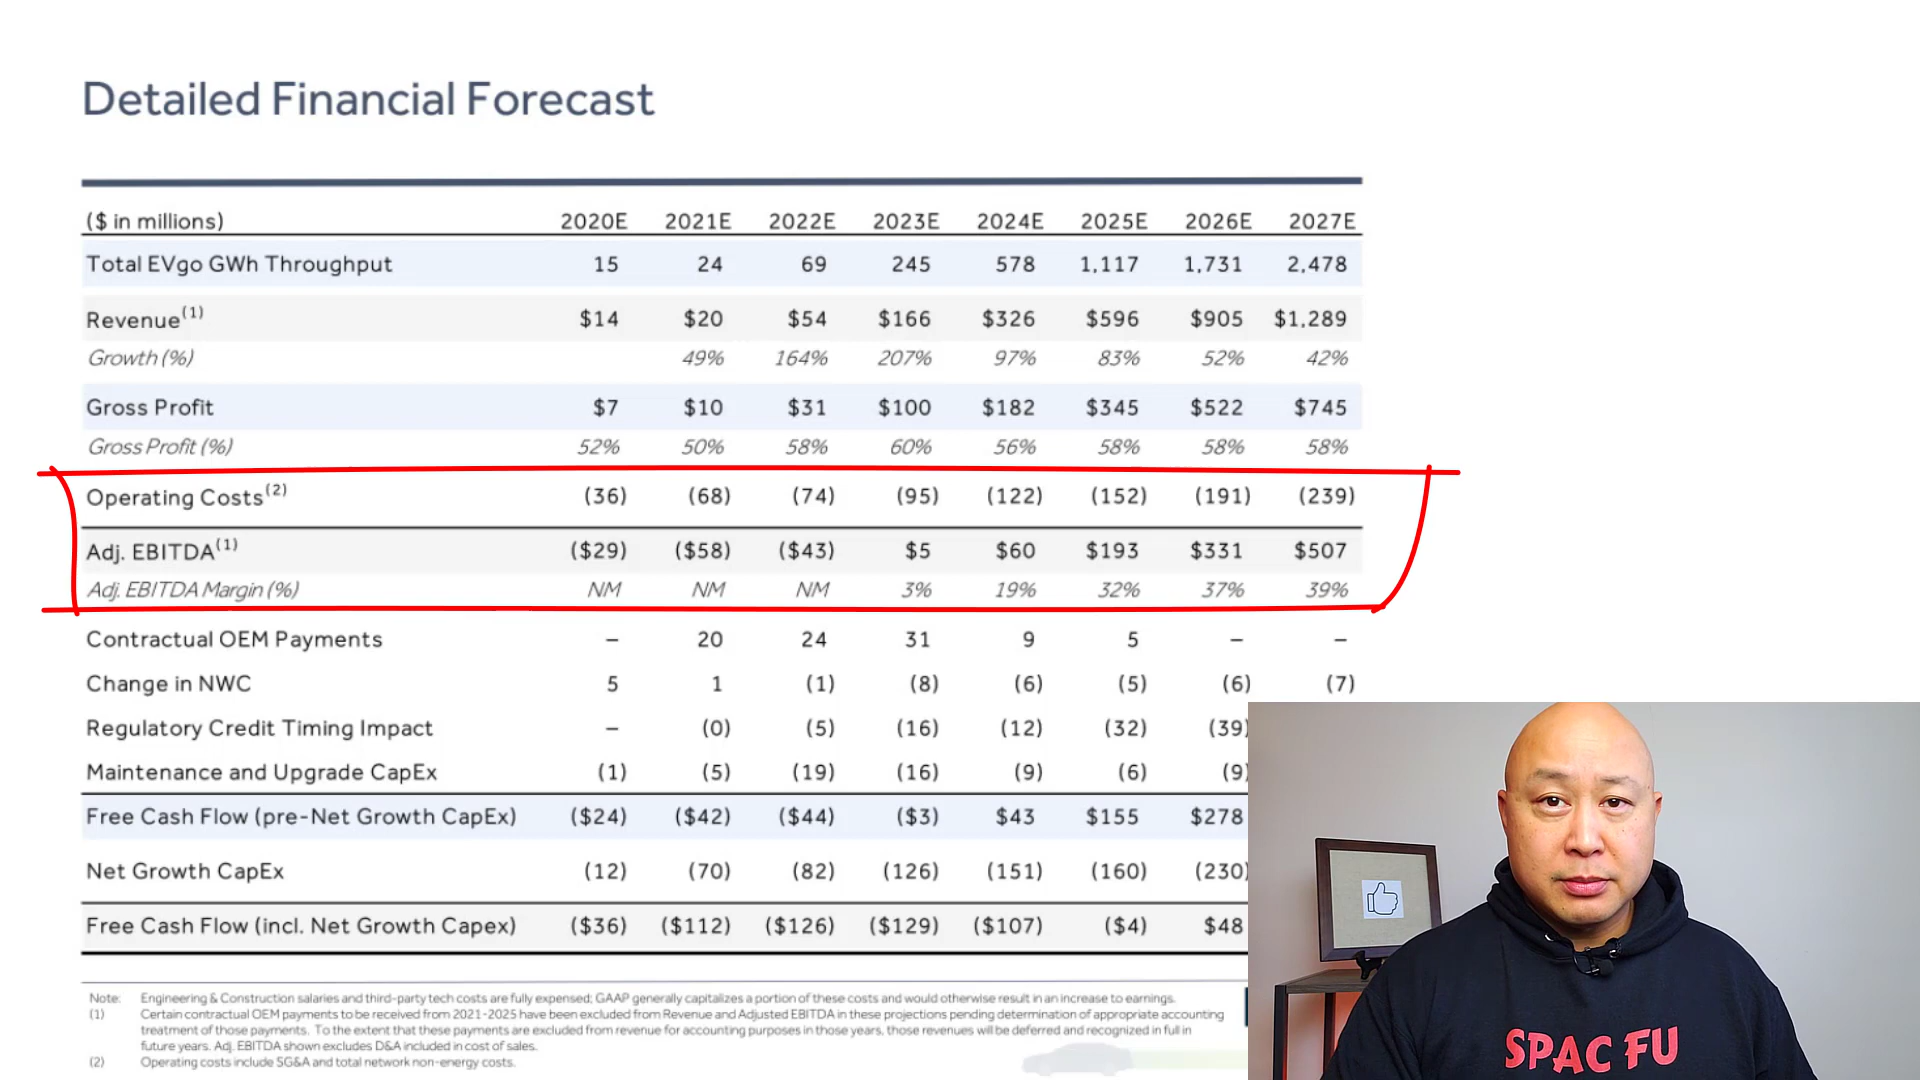 Detailed Financial Forecast
($ in millions) 2020E 2021E 2022E 2023E 2024E 2025E 2026E 2027E
Total EVgo GWh Throughput 15 24 69 245 578 1,117 1,731 2,478
Revenue(1) $14 $20 $54 $166 $326 $596 $905 $1,289
Growth (%) 49% 164% 207% 97% 83% 52% 42%
Gross Profit $7 $10 $31 $100 $182 $345 $522 $745
Gross Profit (%) 52% 50% 58% 60% 56% 58% 58% 58%
Operating Costs(2) (36) (68) (74) (95) (122) (152) (191) (239)
Adj. EBITDA(1) ($29) ($58) ($43) $5 $60 $193 $331 $507
Adj. EBITDA Margin (%) NM NM NM 3% 19% 32% 37% 39%
Contractual OEM Payments – 20 24 31 9 5 – –
Change in NWC 5 1 (1) (8) (6) (5) (6) (7)
Regulatory Credit Timing Impact – (0) (5) (16) (12) (32) (39)
Maintenance and Upgrade CapEx (1) (5) (19) (16) (9) (6) (9)
Free Cash Flow (pre-Net Growth CapEx) ($24) ($42) ($44) ($3) $43 $155 $278
Net Growth CapEx (12) (70) (82) (126) (151) (160) (230)
Free Cash Flow (incl. Net Growth Capex) ($36) ($112) ($126) ($129) ($107) ($4) $48
Note: Engineering & Construction salaries and third-party tech costs are fully expensed; GAAP generally capitalizes a portion of these costs and would otherwise result in an increase to earnings.
(1) Certain contractual OEM payments to be received from 2021-2025 have been excluded from Revenue and Adjusted EBITDA in these projections pending determination of appropriate accounting
treatment of those payments. To the extent that these payments are excluded from revenue for accounting purposes in those years, those revenues will be deferred and recognized in full in
future years. Adj. EBITDA shown excludes D&A included in cost of sales.
(2) Operating costs include SG&A and total network non-energy costs.
SPAC FU